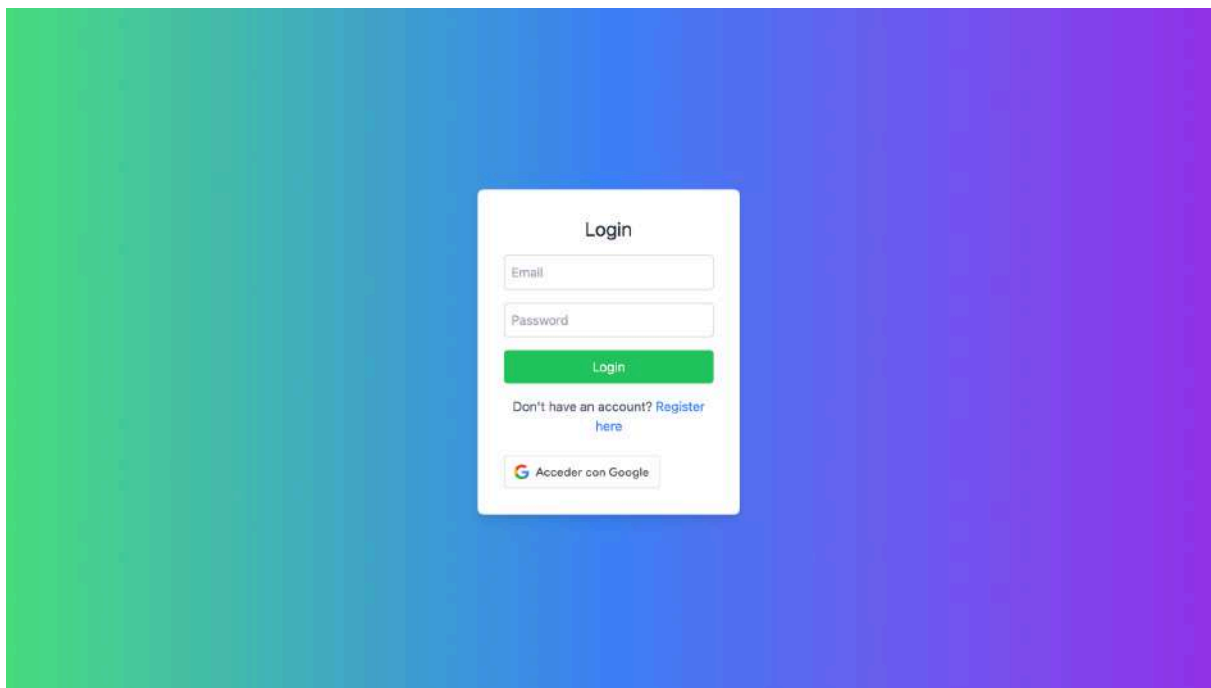 Login
Email
Password
Login
Don't have an account? Register
here
Acceder con Google